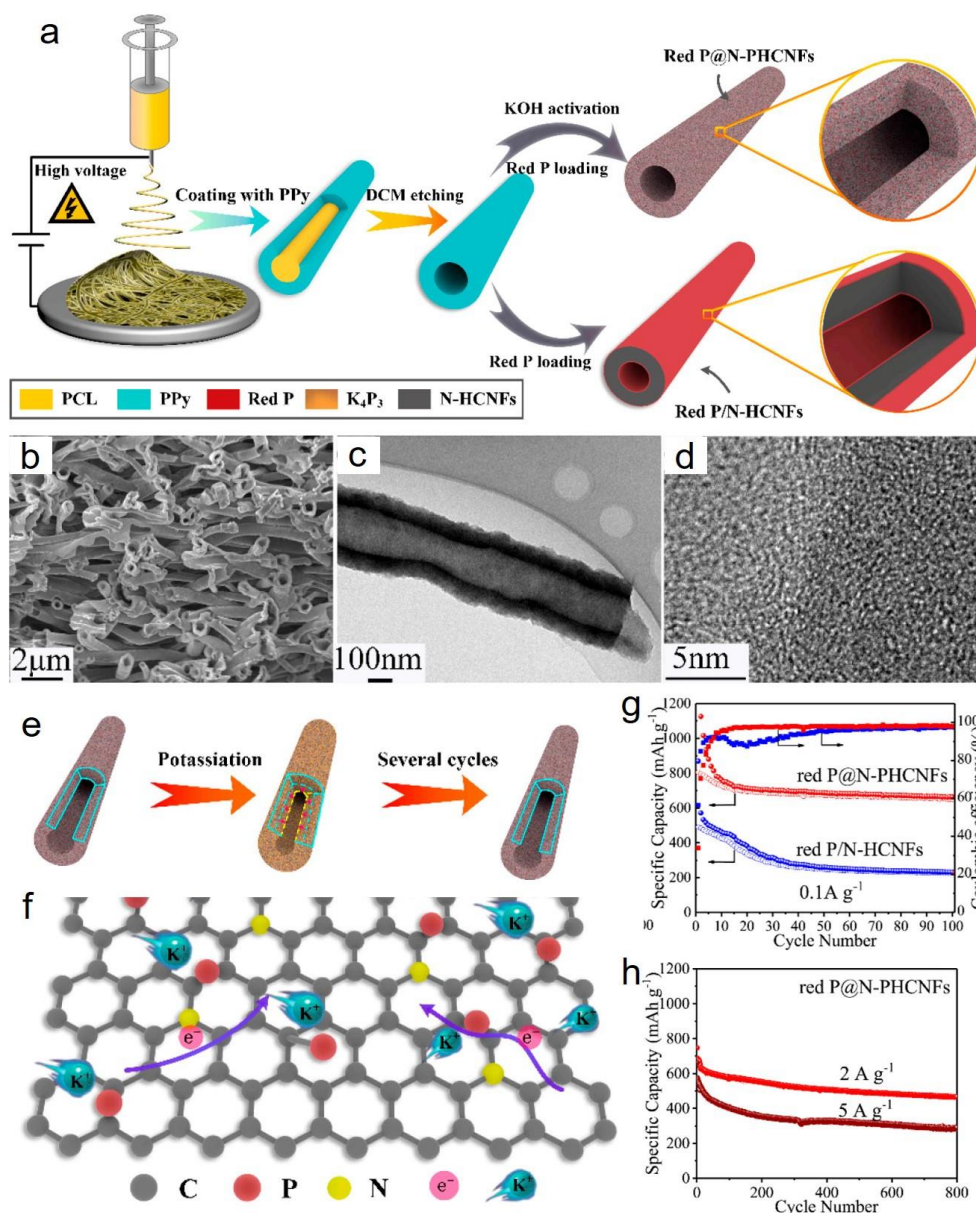 a
High voltage
Coating with PPy
DCM etching
KOH activation
Red P loading
Red P@N-PHCNFs
Red P loading
Red P/N-HCNFs
PCL
PPy
Red P
K₄P₃
N-HCNFs
b
2μm
c
100nm
d
5nm
e
Potassiation
Several cycles
f
K⁺
K⁺
K⁺
K⁺
K⁺
K⁺
e⁻
e⁻
C
P
N
e⁻
K⁺
g
Specific Capacity (mAh g⁻¹)
1200
1000
800
600
400
200
0
100
80
60
40
20
0
red P@N-PHCNFs
red P/N-HCNFs
0.1A g⁻¹
0 10 20 30 40 50 60 70 80 90 100
Cycle Number
h
Specific Capacity (mAh g⁻¹)
1200
1000
800
600
400
200
0
red P@N-PHCNFs
2 A g⁻¹
5 A g⁻¹
0 200 400 600 800
Cycle Number